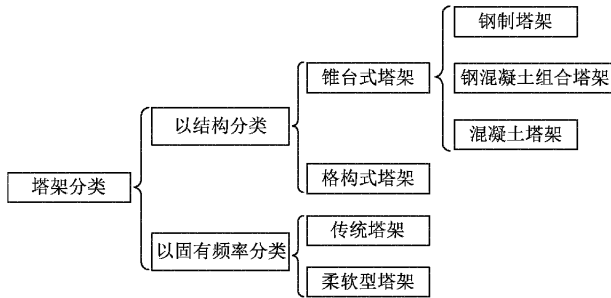 塔架分类
以结构分类
锥台式塔架
钢制塔架
钢混凝土组合塔架
混凝土塔架
格构式塔架
以固有频率分类
传统塔架
柔软型塔架